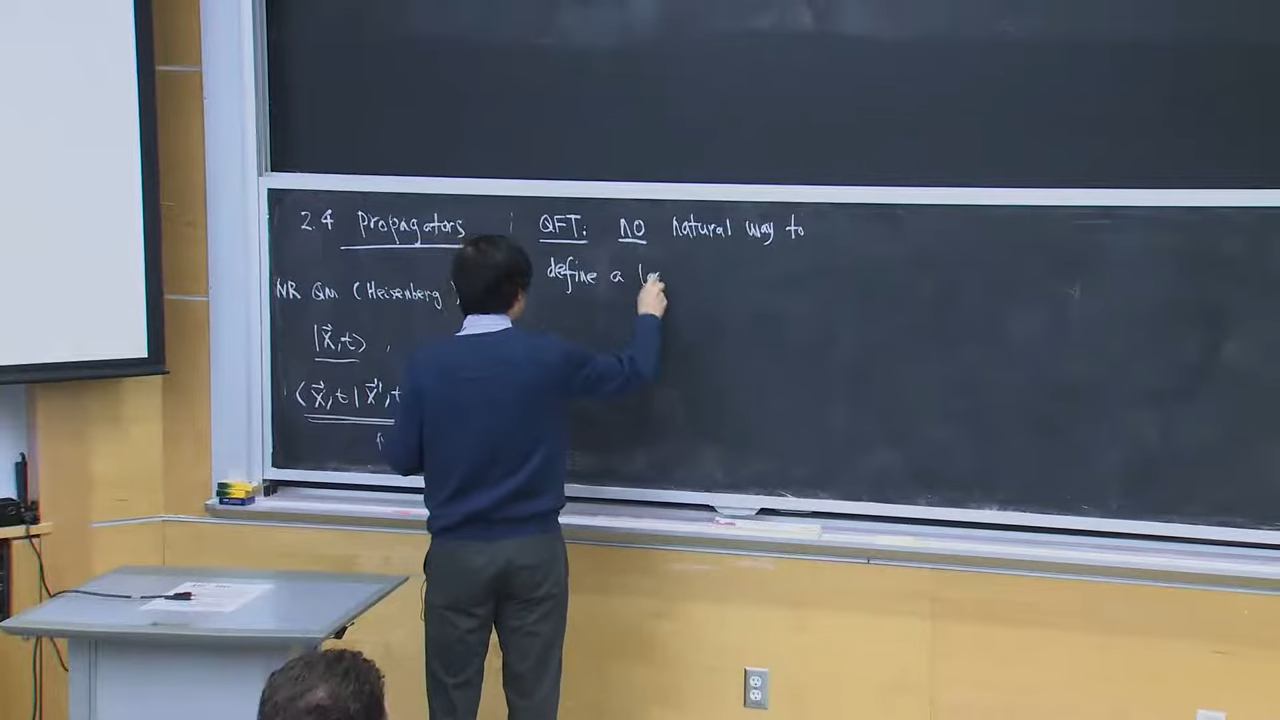 2.4 Propagators
NR QM (Heisenberg
|x⃗,t⟩ ,
⟨x⃗,t|x⃗',t
QFT: no natural way to
define a